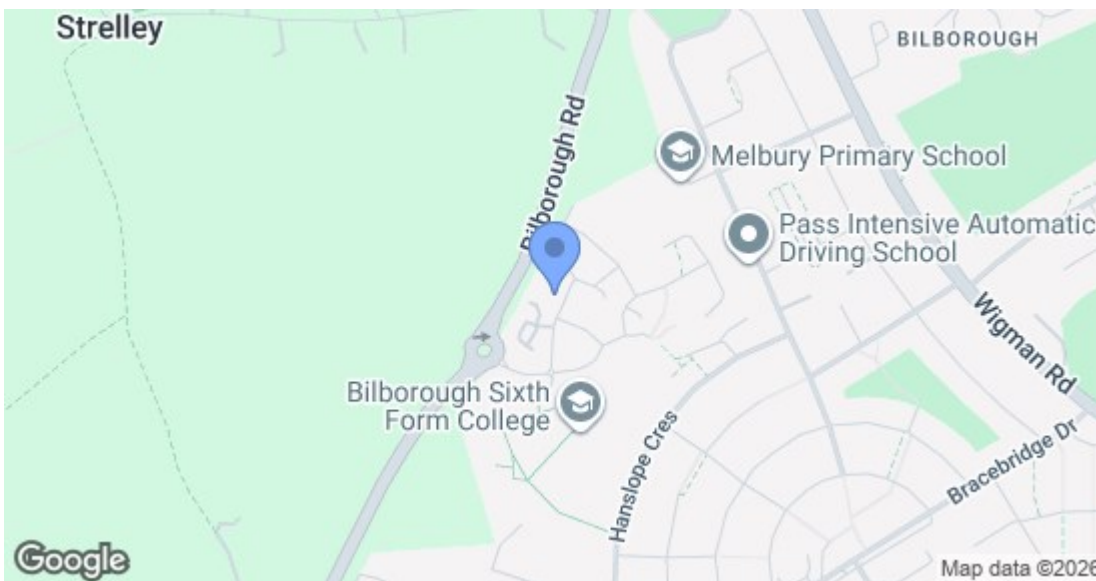 Strelley
BILBOROUGH
Bilborough Rd
Melbury Primary School
Pass Intensive Automatic
Driving School
Wigman Rd
Bilborough Sixth
Form College
Hanslope Cres
Bracebridge Dr
Google
Map data ©2026